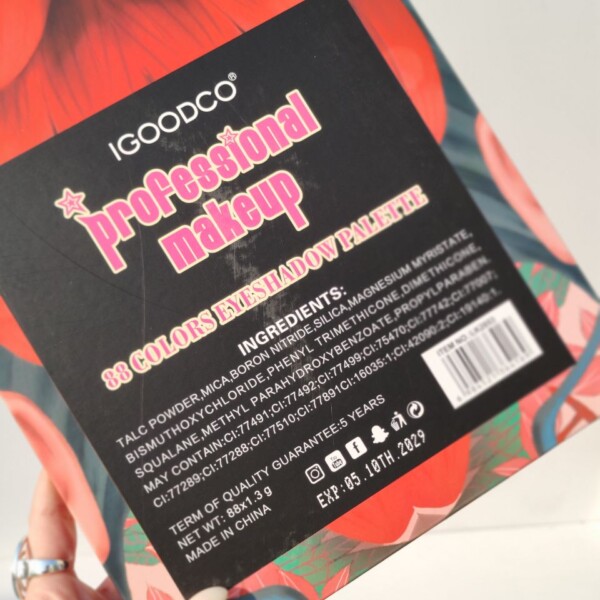 IGOODCO®
professional
makeup
88 COLORS EYESHADOW PALETTE
INGREDIENTS:
TALC POWDER,MICA,BORON NITRIDE,SILICA,MAGNESIUM MYRISTATE,
BISMUTHOXYCHLORIDE,PHENYL TRIMETHICONE,DIMETHICONE,
SQUALANE,METHYL PARAHYDROXYBENZOATE,PROPYLPARABEN.
MAY CONTAIN:CI:77491;CI:77492;CI:77499;CI:75470;CI:77742;CI:77007;
CI:77289;CI:77288;CI:77510;CI:77891CI:16035:1;CI:42090:2;CI:19140:1.
TERM OF QUALITY GUARANTEE:5 YEARS
NET WT: 88x1.3 g
MADE IN CHINA
EXP:05.10TH.2029
ITEM NO.: